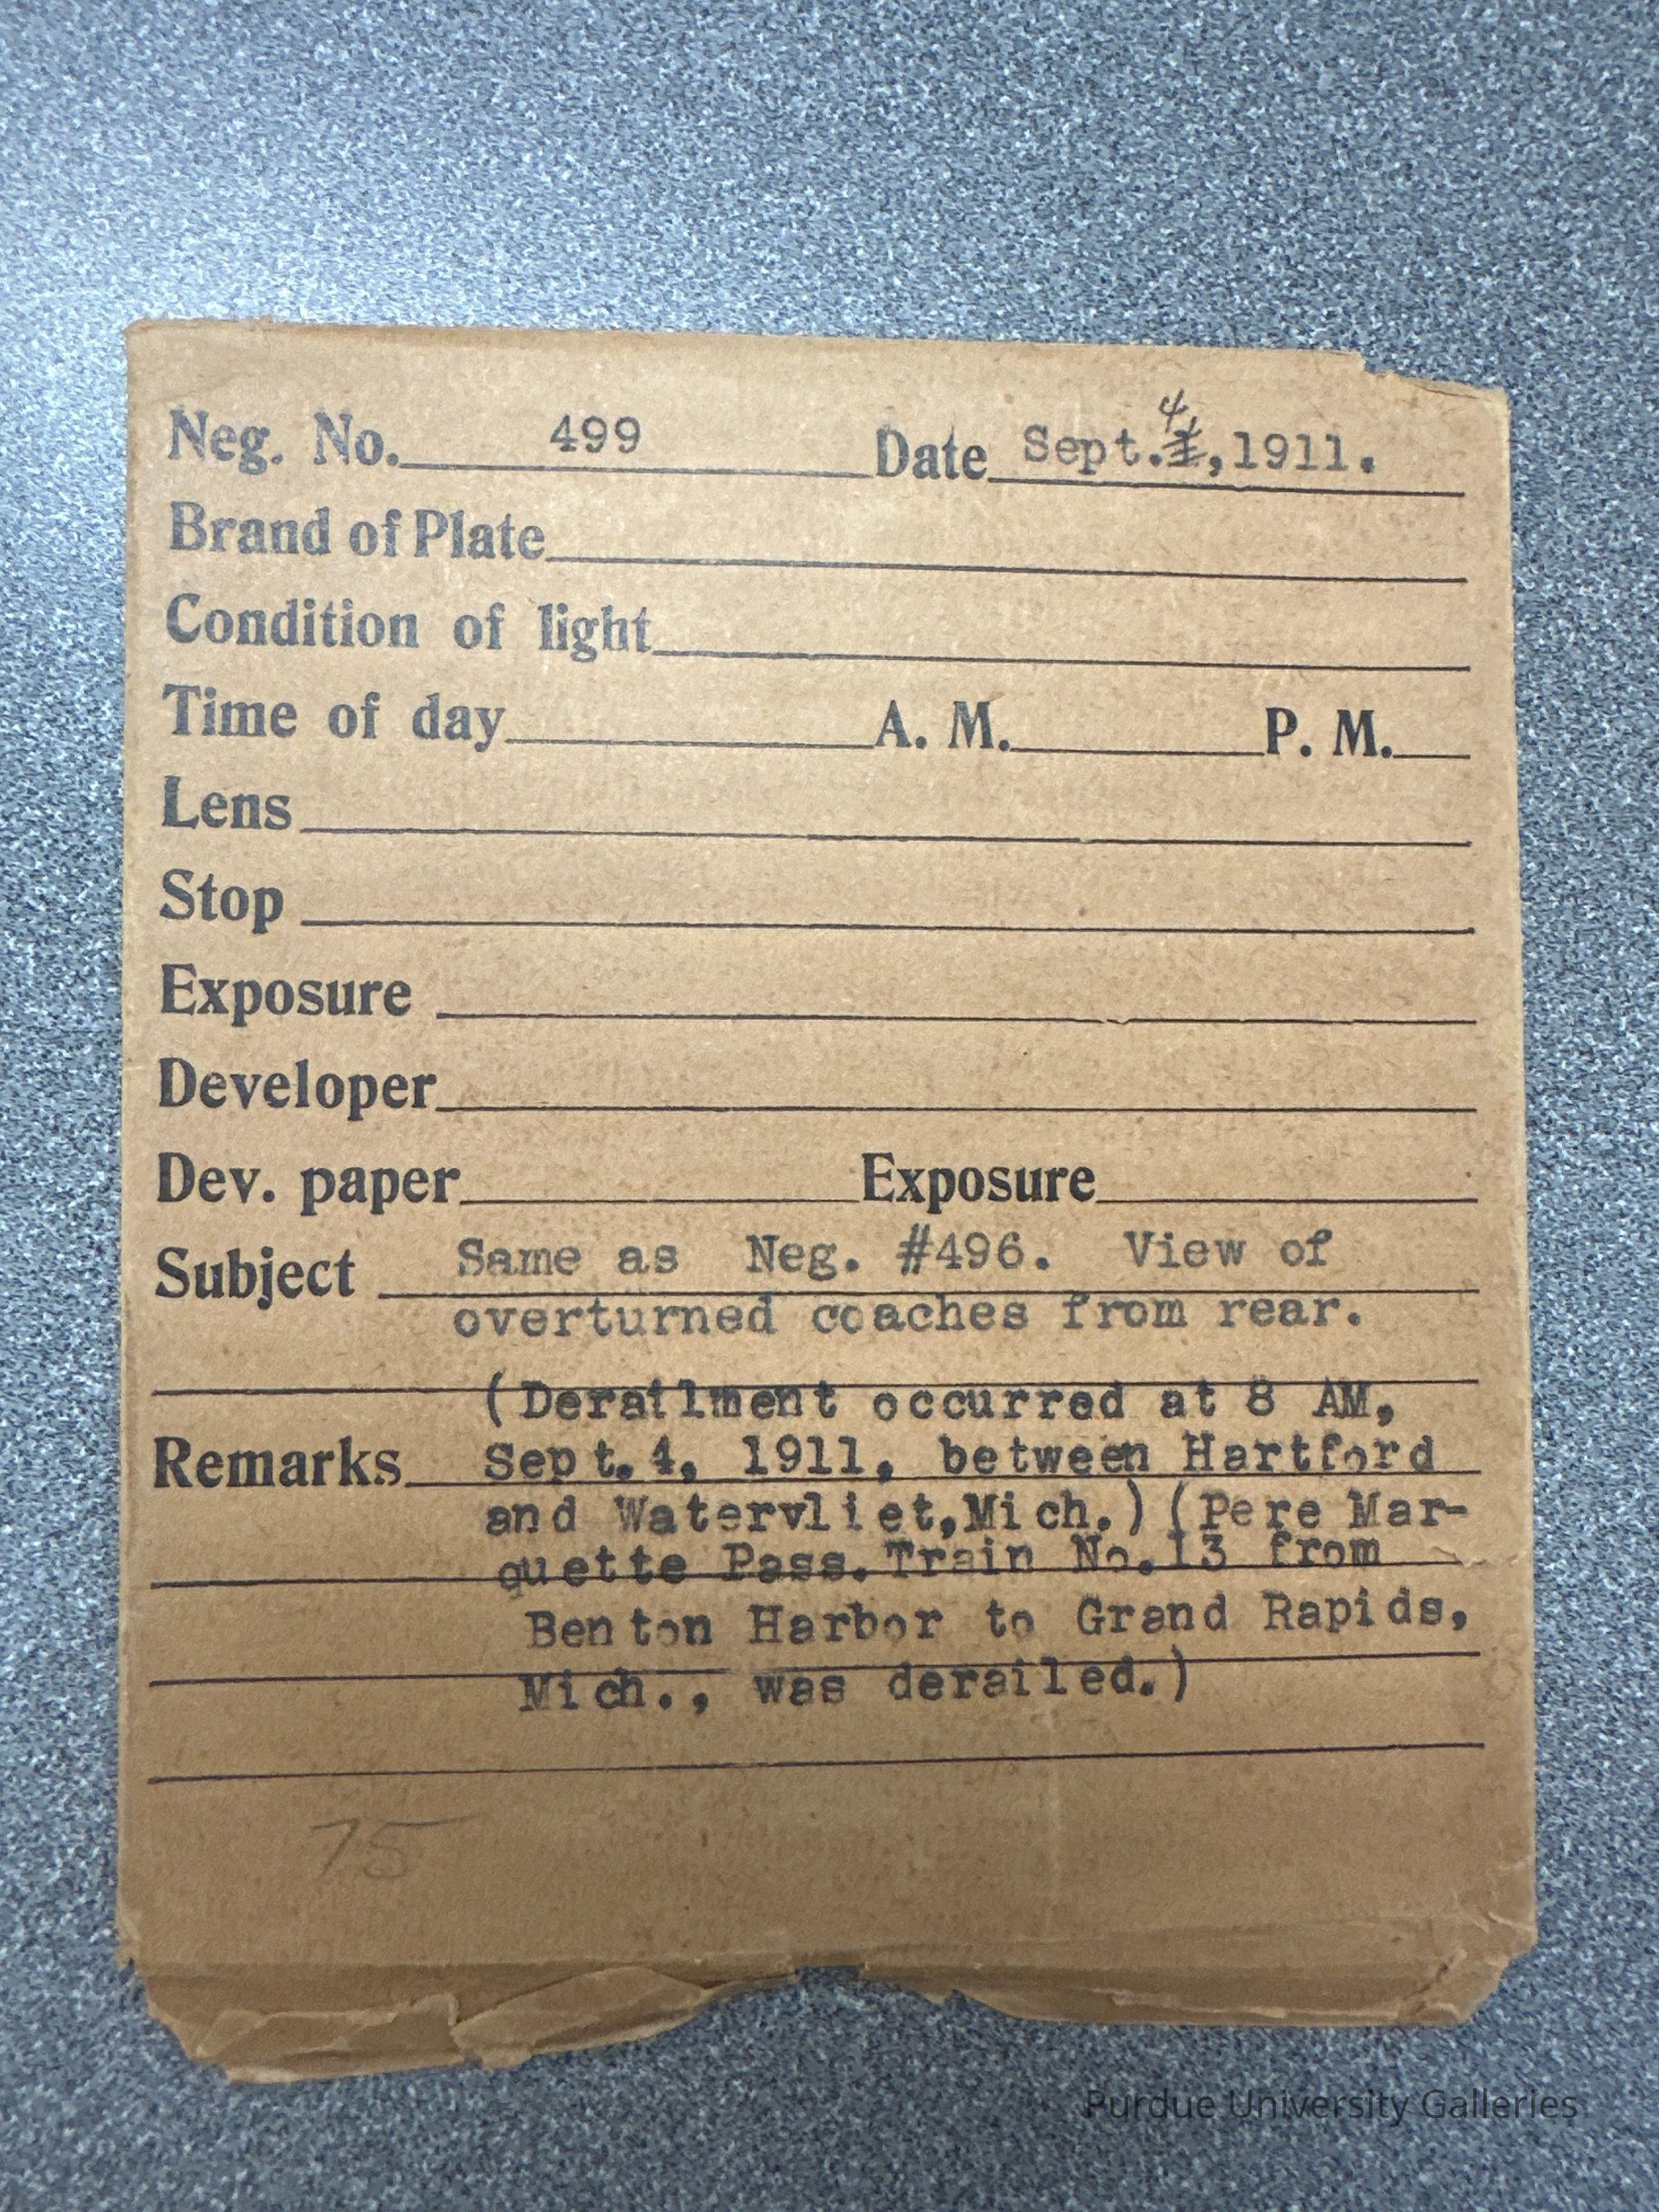 Neg. No. 499 Date Sept. 4, 1911.
Brand of Plate
Condition of light
Time of day A. M. P. M.
Lens
Stop
Exposure
Developer
Dev. paper Exposure
Subject Same as Neg. #496. View of
overturned coaches from rear.
(Derailment occurred at 8 AM,
Remarks Sept. 4, 1911, between Hartford
and Watervliet, Mich.) (Pere Mar-
quette Pass. Train No. 13 from
Benton Harbor to Grand Rapids,
Mich., was derailed.)
75
Purdue University Galleries